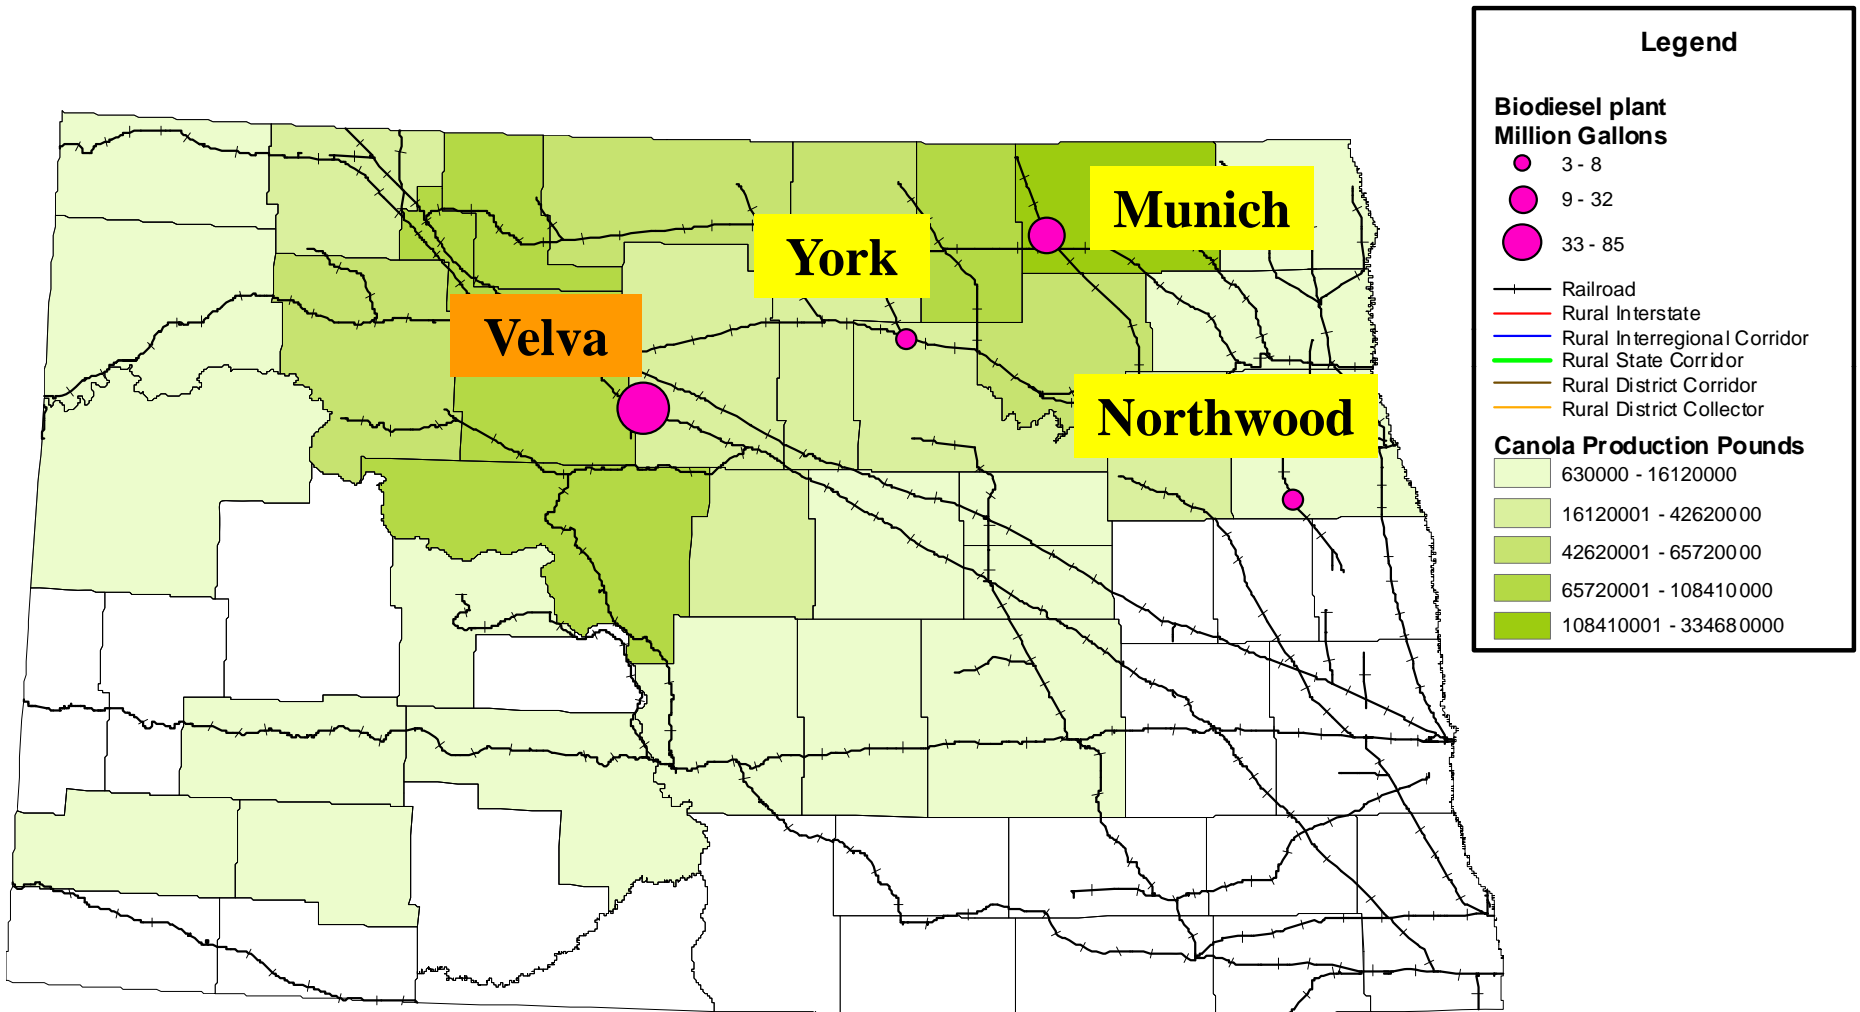 Munich
York
Velva
Northwood
Legend
Biodiesel plant
Million Gallons
3 - 8
9 - 32
33 - 85
Railroad
Rural Interstate
Rural Interregional Corridor
Rural State Corridor
Rural District Corridor
Rural District Collector
Canola Production Pounds
630000 - 16120000
16120001 - 42620000
42620001 - 65720000
65720001 - 108410000
108410001 - 334680000